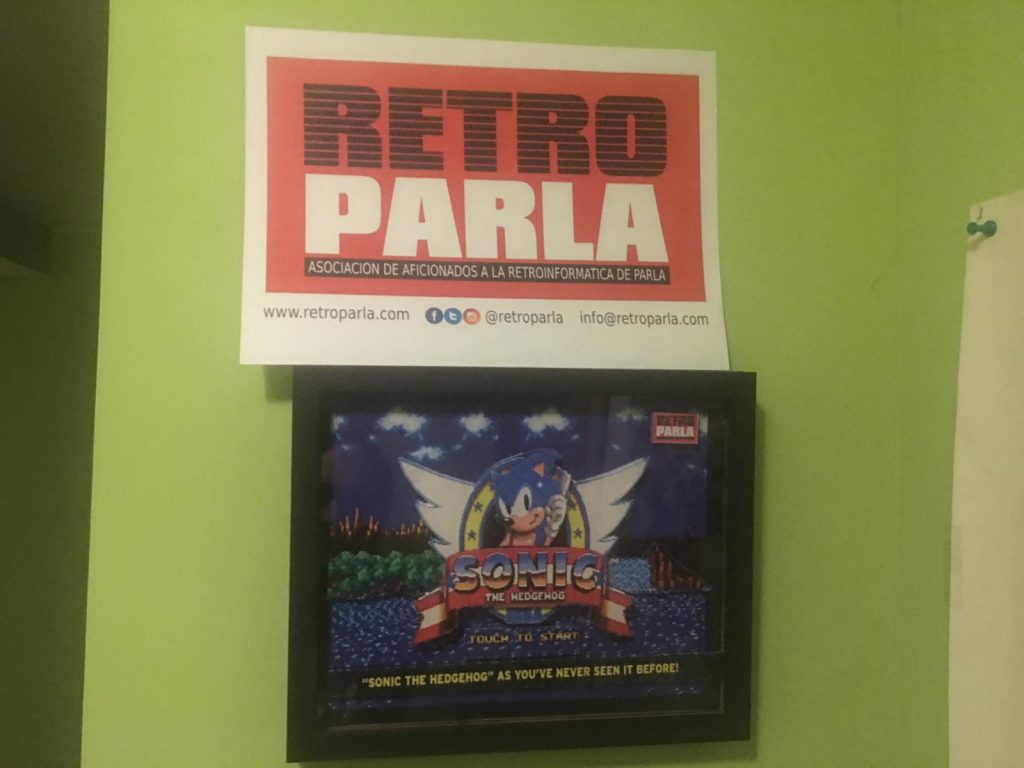 RETRO
PARLA
ASOCIACION DE AFICIONADOS A LA RETROINFORMATICA DE PARLA
www.retroparla.com @retroparla info@retroparla.com
RETRO
PARLA
SONIC
THE HEDGEHOG
TOUCH TO START
"SONIC THE HEDGEHOG" AS YOU'VE NEVER SEEN IT BEFORE!